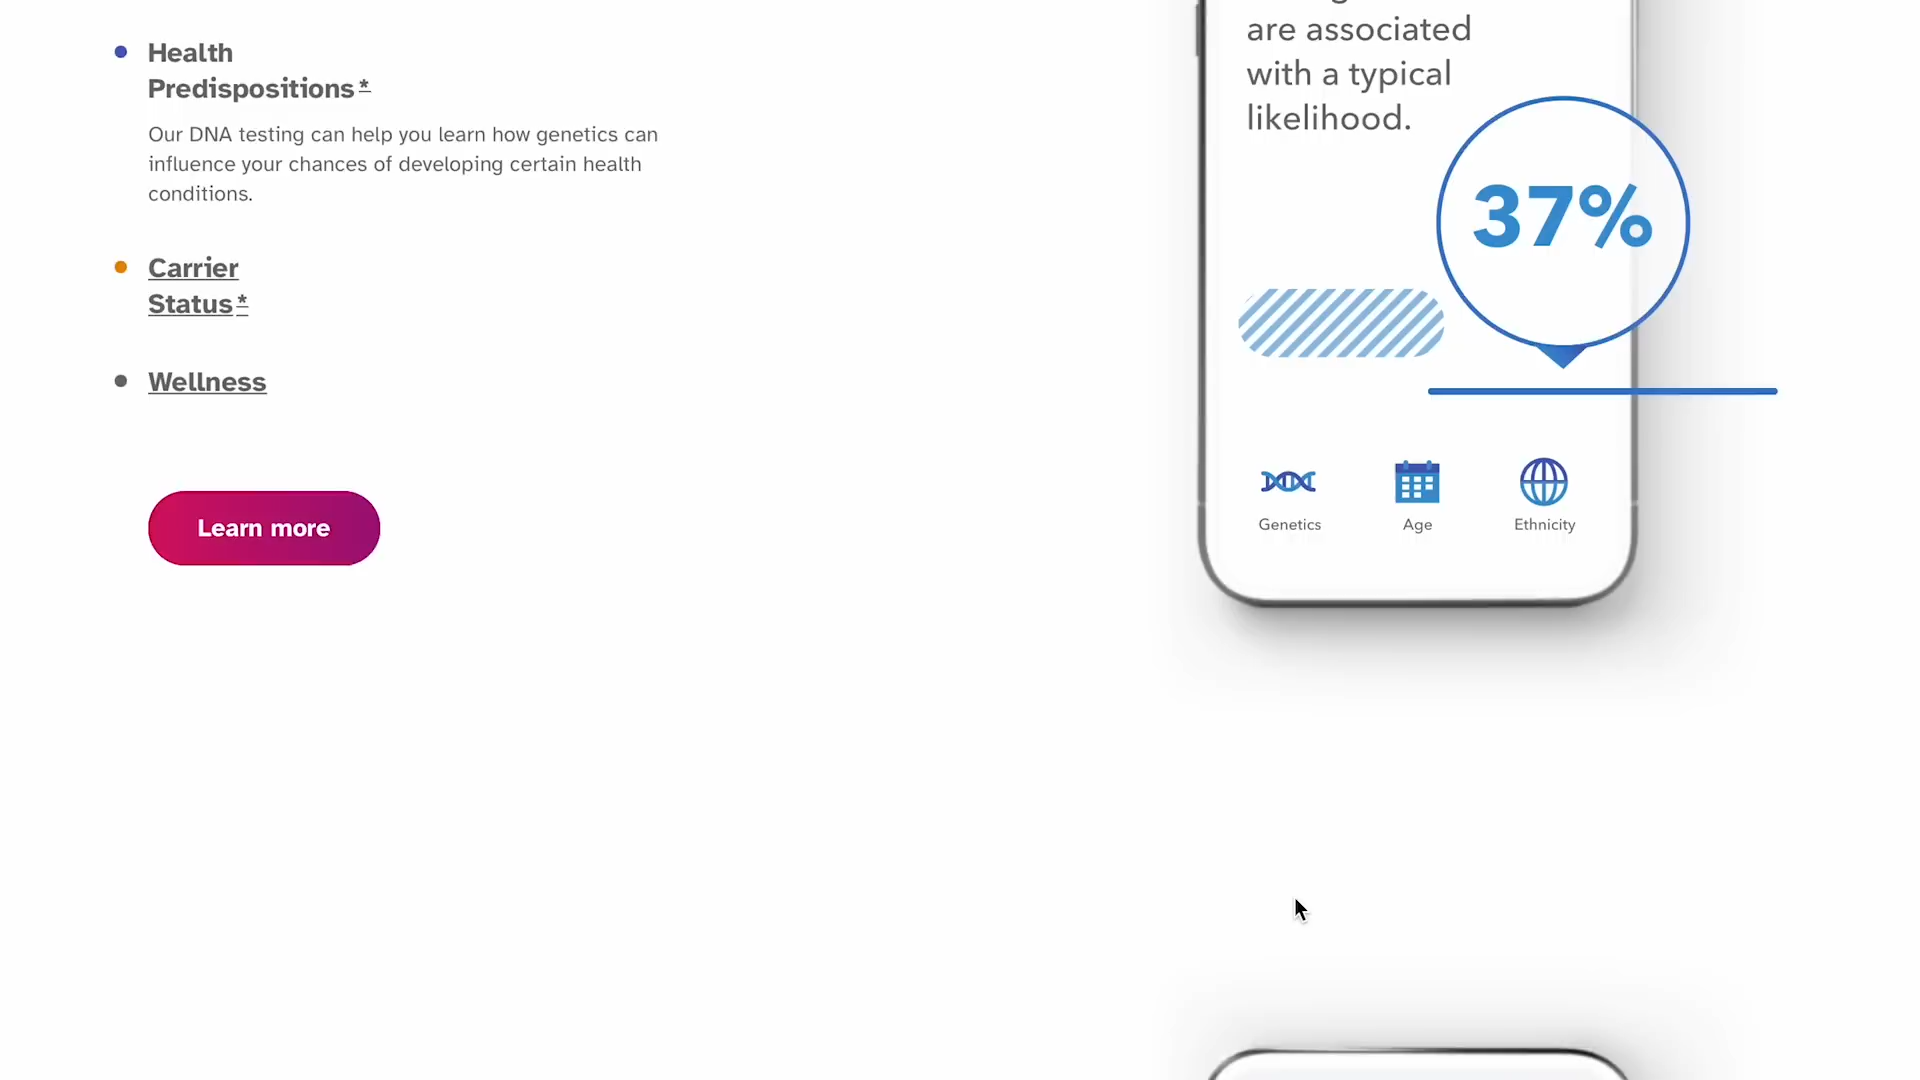 Health
Predispositions*
Our DNA testing can help you learn how genetics can
influence your chances of developing certain health
conditions.
Carrier
Status*
Wellness
Learn more
are associated
with a typical
likelihood.
37%
Genetics
Age
Ethnicity